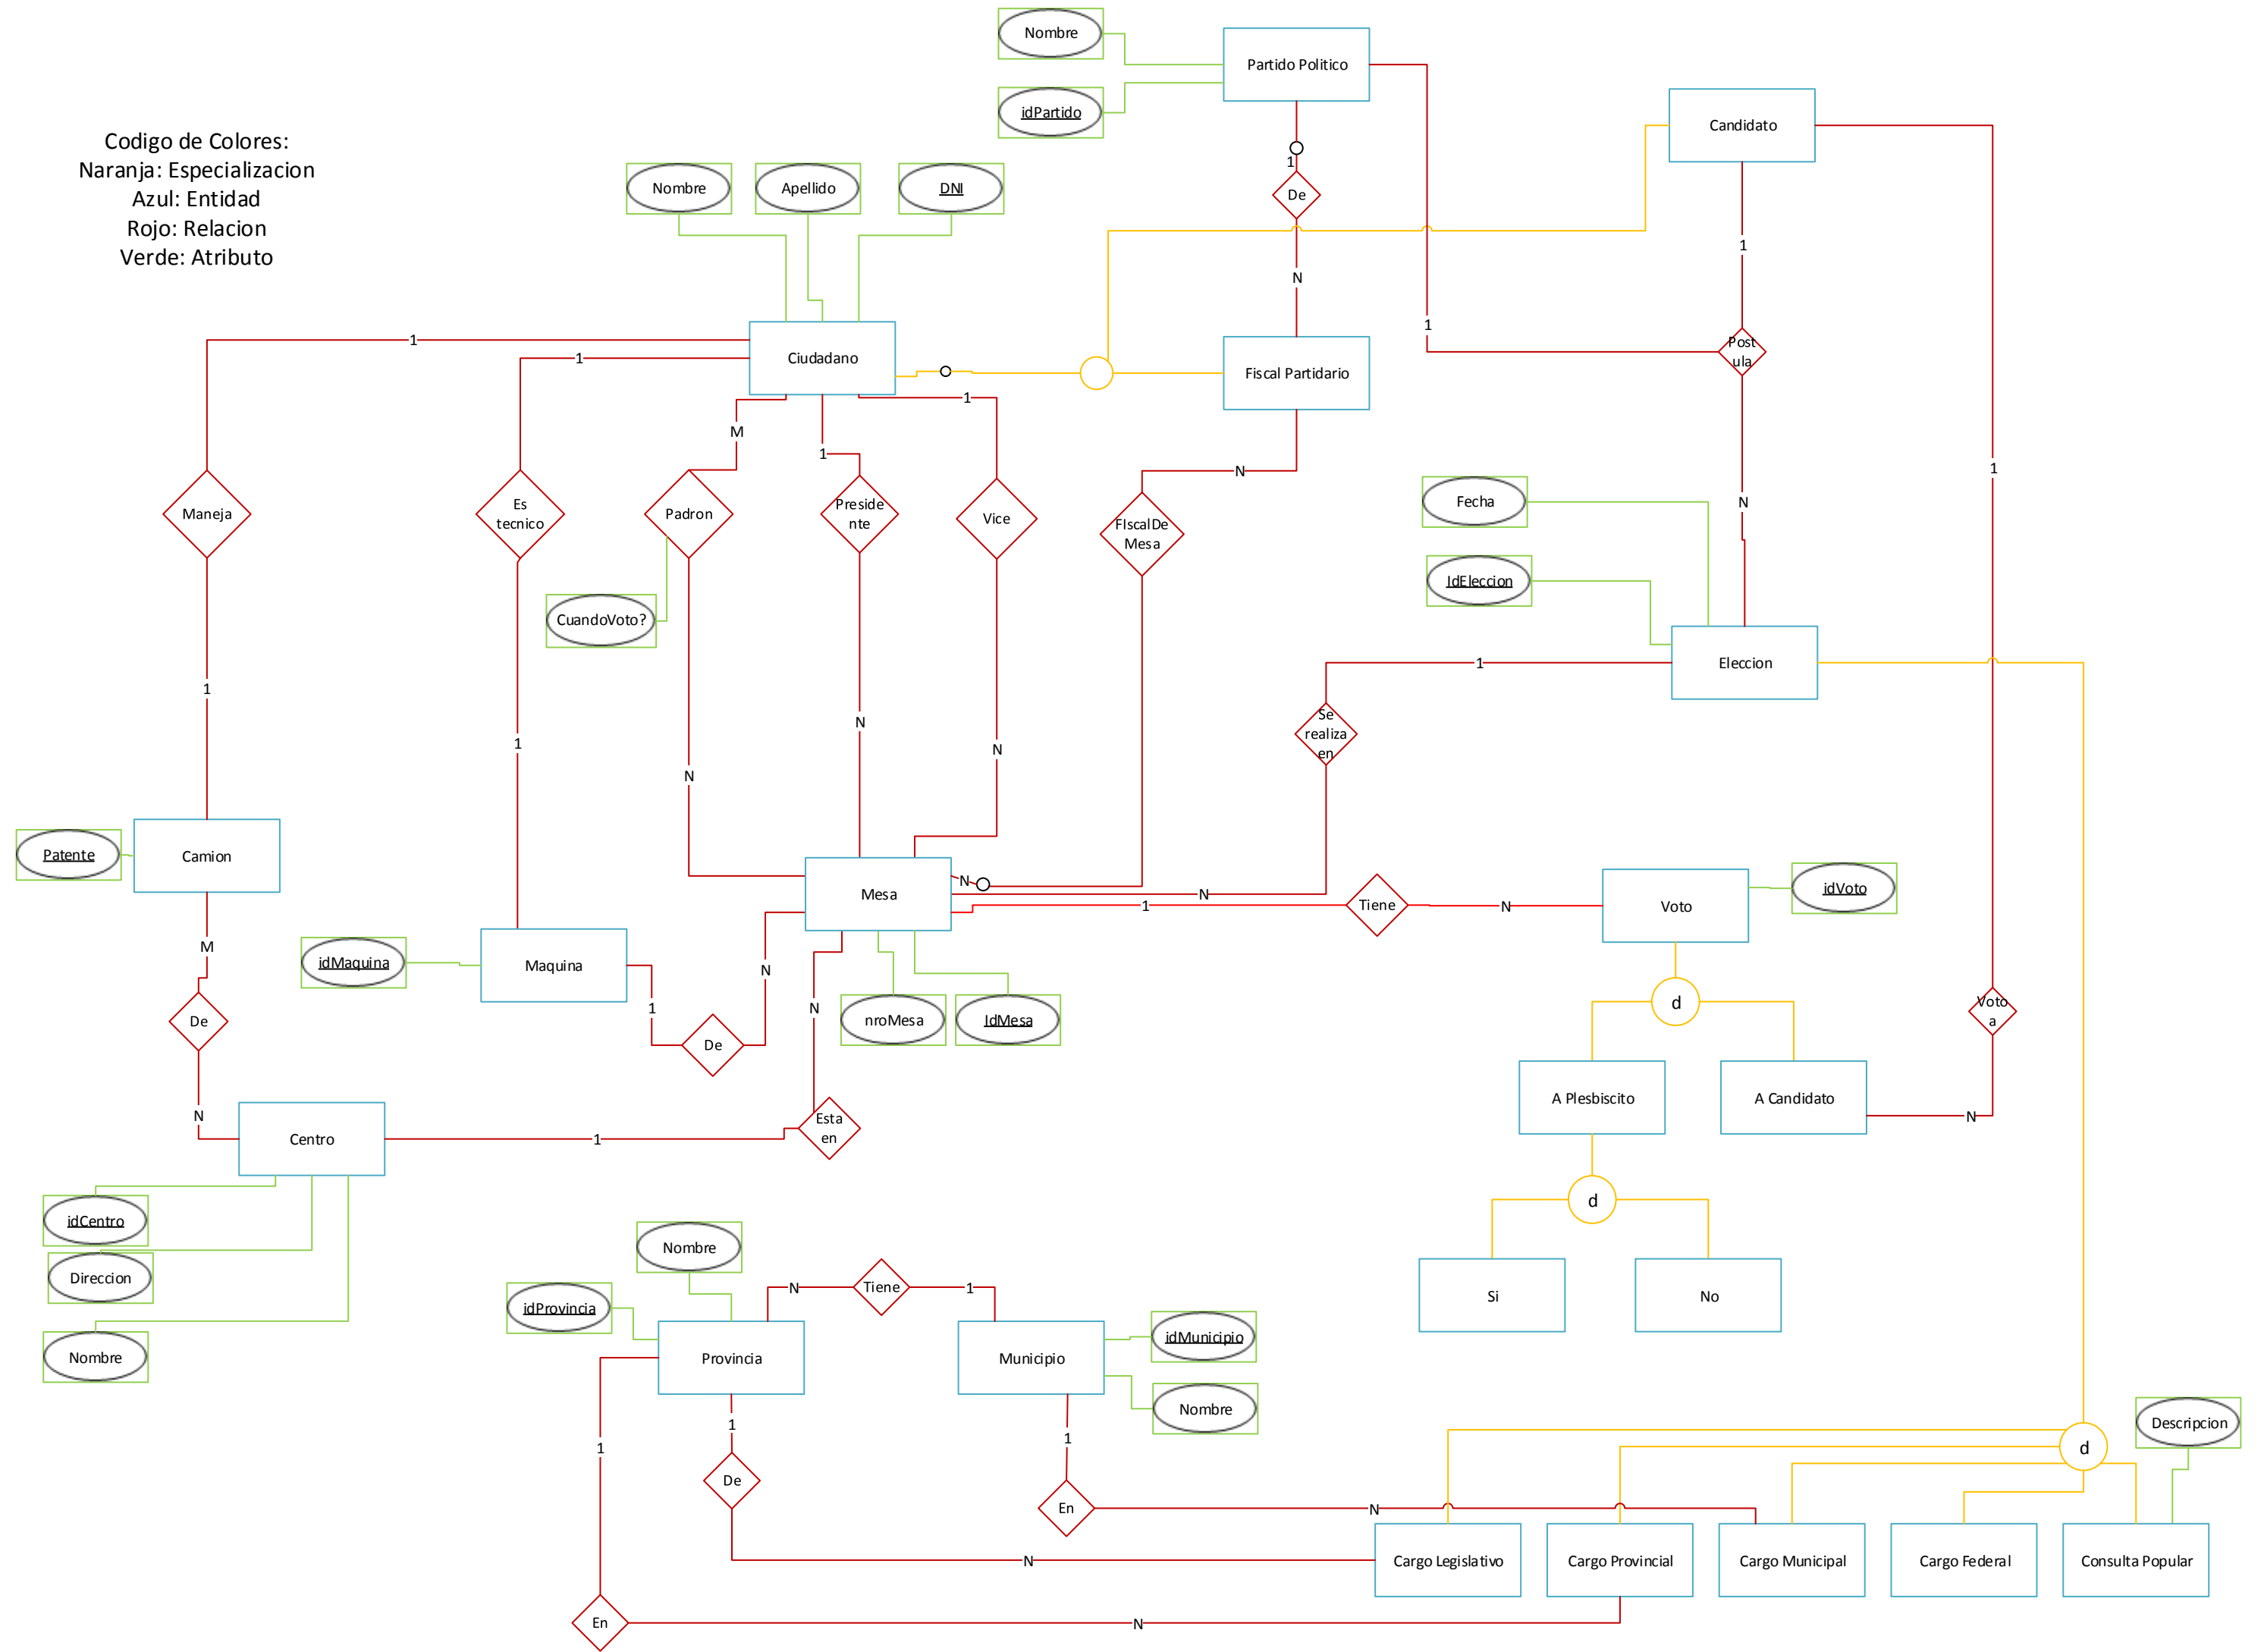 Nombre
Partido Politico
idPartido
Candidato
Codigo de Colores:
Naranja: Especializacion
Azul: Entidad
Rojo: Relacion
Verde: Atributo
1
De
Nombre
Apellido
DNI
1
N
1
1
Ciudadano
1
Post
ula
Fiscal Partidario
1
M
1
1
N
1
Fecha
N
Maneja
Es
tecnico
Padron
Preside
nte
Vice
FIscalDe
Mesa
IdEleccion
CuandoVoto?
1
1
Eleccion
N
N
1
N
Se
realiza
en
Patente
Camion
Mesa
N
N
1
Tiene
N
Voto
idVoto
M
idMaquina
Maquina
N
1
N
De
nroMesa
IdMesa
d
Voto
a
De
A Plesbiscito
A Candidato
N
N
Centro
1
Esta
en
idCentro
Direccion
Nombre
d
Nombre
N
Tiene
1
Si
No
idProvincia
Provincia
Municipio
idMunicipio
Nombre
1
1
1
De
En
N
d
Descripcion
N
Cargo Legislativo
Cargo Provincial
Cargo Municipal
Cargo Federal
Consulta Popular
En
N